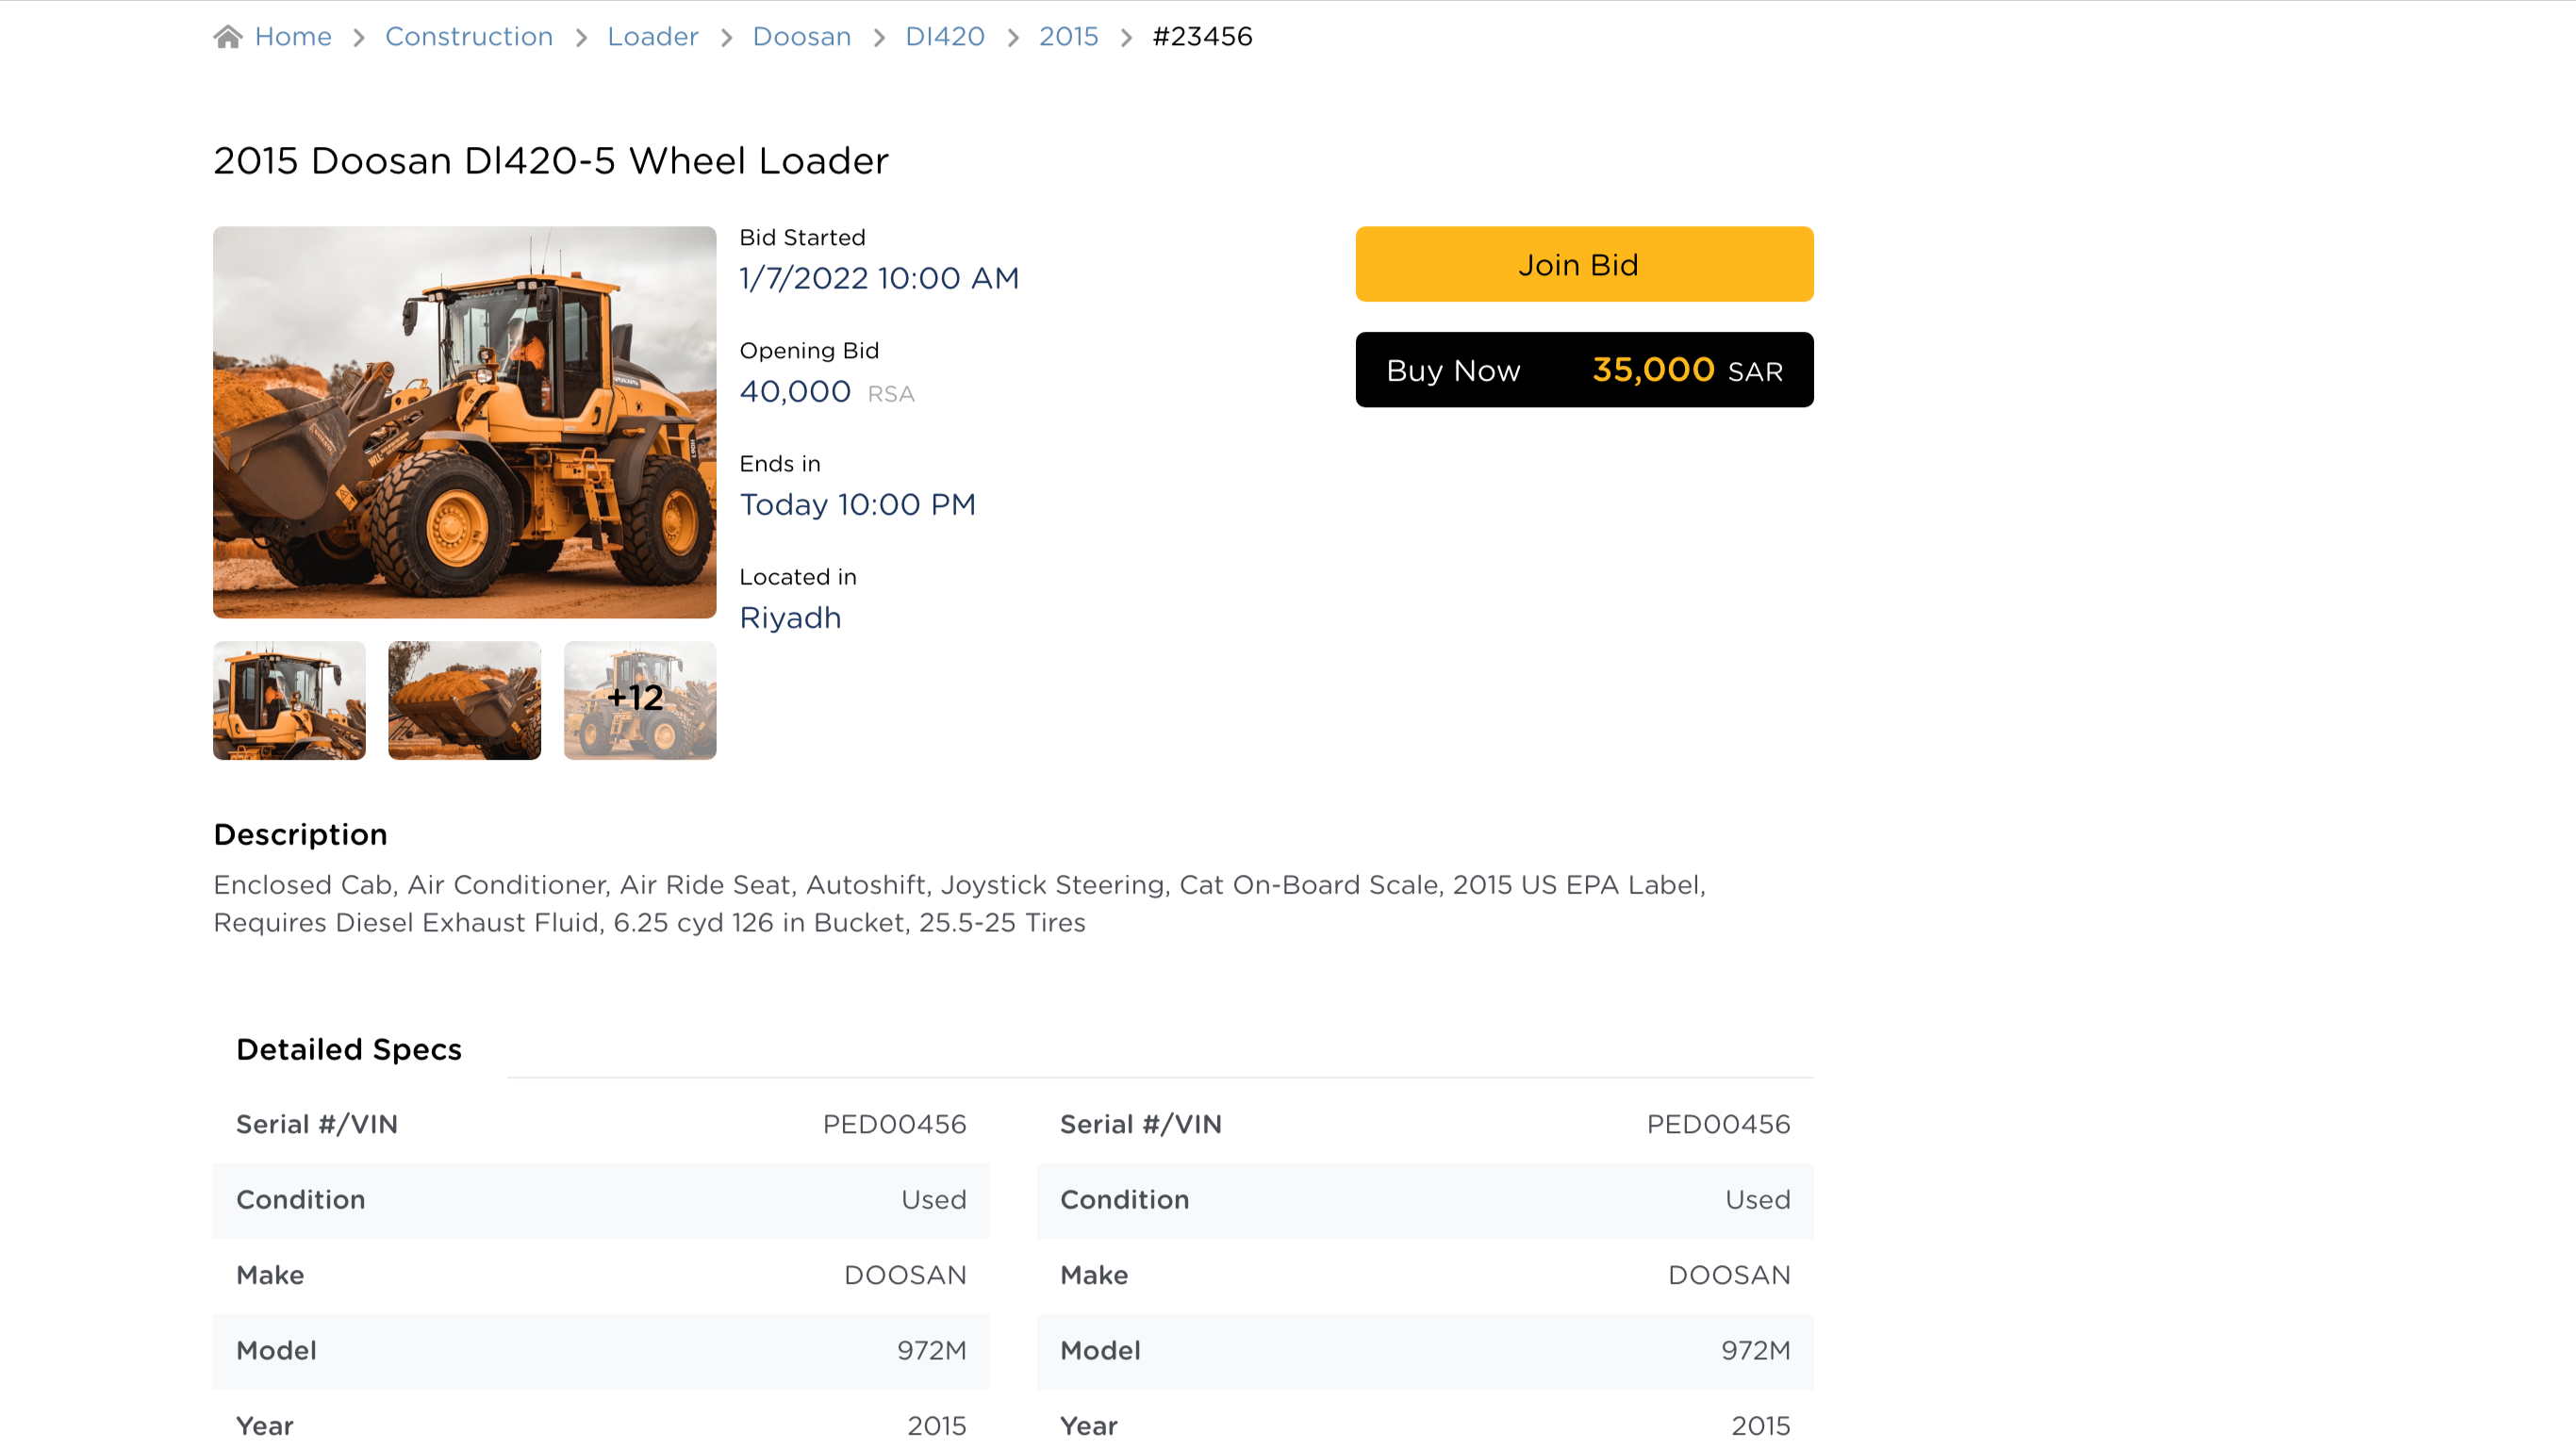 Home > Construction > Loader > Doosan > Dl420 > 2015 > #23456
2015 Doosan Dl420-5 Wheel Loader
Bid Started
1/7/2022 10:00 AM
Opening Bid
40,000 RSA
Ends in
Today 10:00 PM
Located in
Riyadh
Join Bid
Buy Now 35,000 SAR
+12
Description
Enclosed Cab, Air Conditioner, Air Ride Seat, Autoshift, Joystick Steering, Cat On-Board Scale, 2015 US EPA Label,
Requires Diesel Exhaust Fluid, 6.25 cyd 126 in Bucket, 25.5-25 Tires
Detailed Specs
Serial #/VIN PED00456 Serial #/VIN PED00456
Condition Used Condition Used
Make DOOSAN Make DOOSAN
Model 972M Model 972M
Year 2015 Year 2015